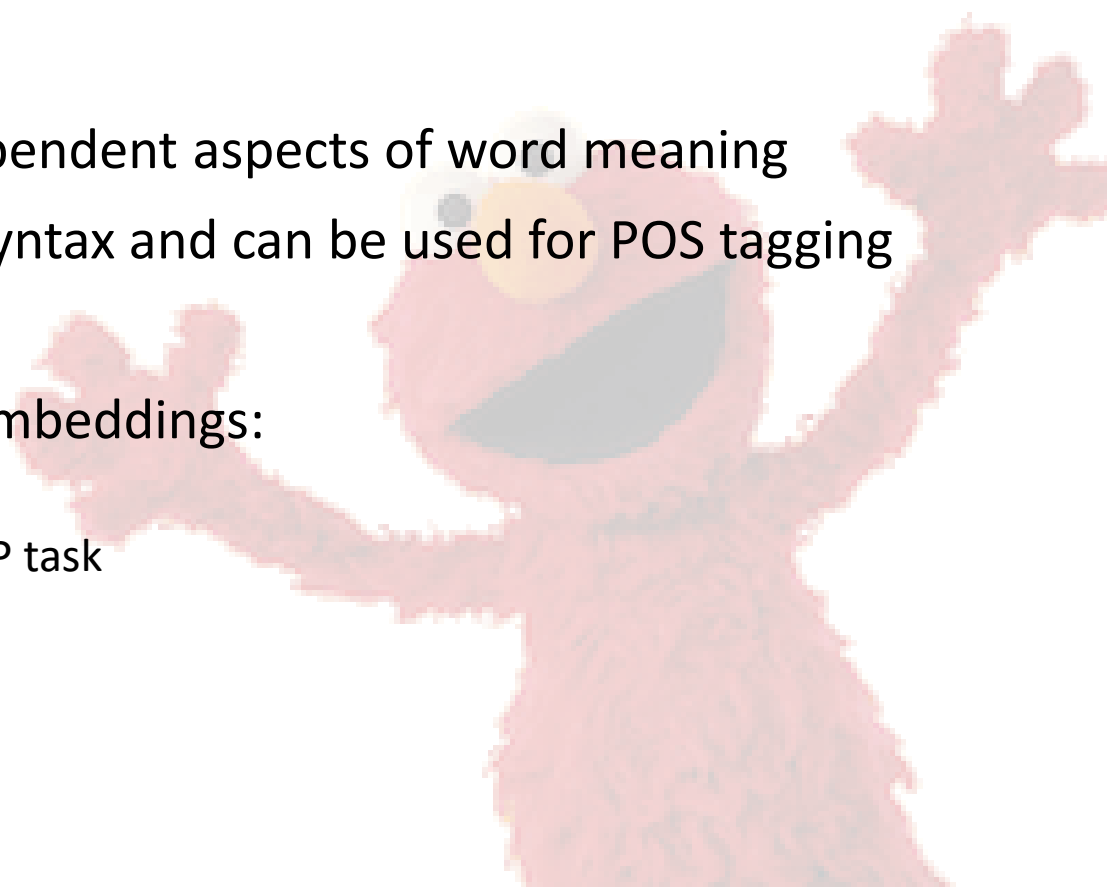 pendent aspects of word meaning
yntax and can be used for POS tagging
mbeddings:
P task